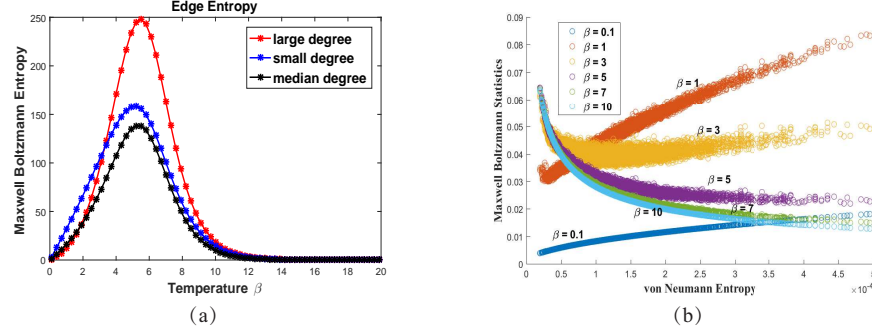 Edge Entropy
Maxwell Boltzmann Entropy
250
200
150
100
50
0
0 2 4 6 8 10 12 14 16 18 20
Temperature β
large degree
small degree
median degree
(a)
Maxwell Boltzmann Statistics
0.09
0.08
0.07
0.06
0.05
0.04
0.03
0.02
0.01
0
0 0.5 1 1.5 2 2.5 3 3.5 4 4.5
von Neumann Entropy
β = 0.1
β = 1
β = 3
β = 5
β = 7
β = 10
β = 1
β = 3
β = 5
β = 7
β = 10
β = 0.1
(b)